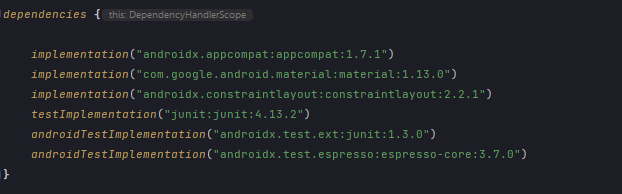 dependencies { this: DependencyHandlerScope
implementation("androidx.appcompat:appcompat:1.7.1")
implementation("com.google.android.material:material:1.13.0")
implementation("androidx.constraintlayout:constraintlayout:2.2.1")
testImplementation("junit:junit:4.13.2")
androidTestImplementation("androidx.test.ext:junit:1.3.0")
androidTestImplementation("androidx.test.espresso:espresso-core:3.7.0")
}